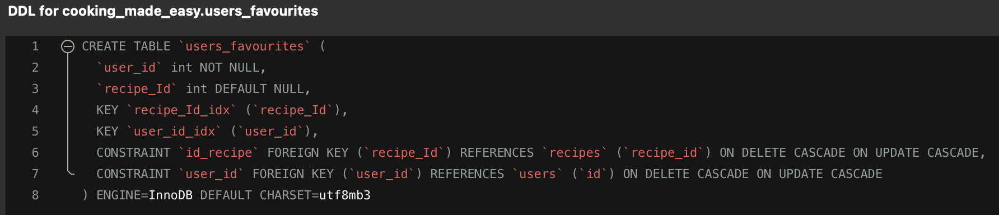 DDL for cooking_made_easy.users_favourites
1 CREATE TABLE `users_favourites` (
2 `user_id` int NOT NULL,
3 `recipe_Id` int DEFAULT NULL,
4 KEY `recipe_Id_idx` (`recipe_Id`),
5 KEY `user_id_idx` (`user_id`),
6 CONSTRAINT `id_recipe` FOREIGN KEY (`recipe_Id`) REFERENCES `recipes` (`recipe_id`) ON DELETE CASCADE ON UPDATE CASCADE,
7 CONSTRAINT `user_id` FOREIGN KEY (`user_id`) REFERENCES `users` (`id`) ON DELETE CASCADE ON UPDATE CASCADE
8 ) ENGINE=InnoDB DEFAULT CHARSET=utf8mb3